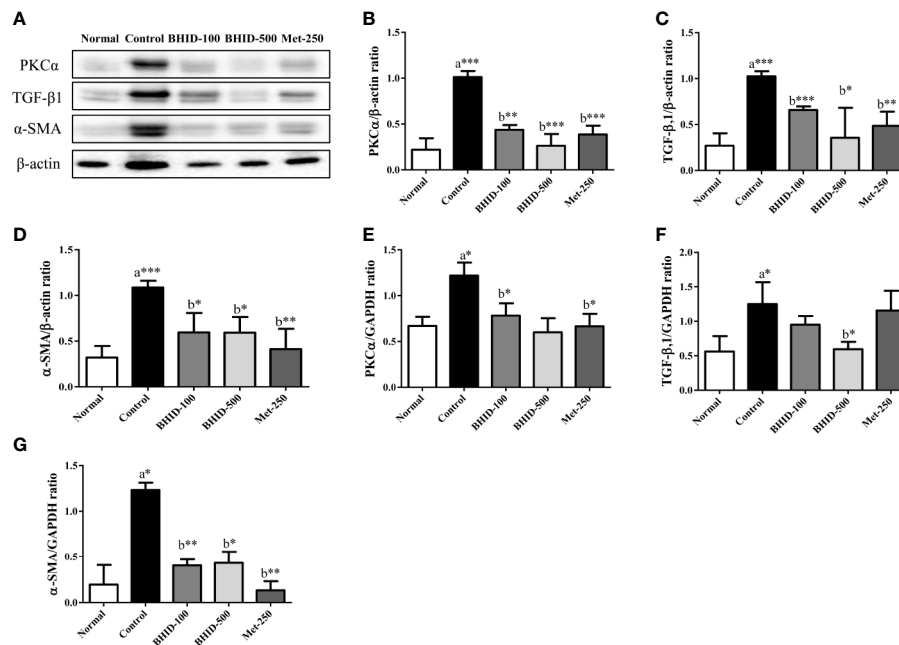 A
Normal Control BHID-100 BHID-500 Met-250
PKCα
TGF-β1
α-SMA
β-actin
B
PKCα/β-actin ratio
1.5
1.0
0.5
0.0
a***
b**
b***
b***
Normal
Control
BHID-100
BHID-500
Met-250
C
TGF-β,1/β-actin ratio
1.5
1.0
0.5
0.0
a***
b***
b*
b**
Normal
Control
BHID-100
BHID-500
Met-250
D
α-SMA/β-actin ratio
1.5
1.0
0.5
0.0
a***
b*
b*
b**
Normal
Control
BHID-100
BHID-500
Met-250
E
PKCα/GAPDH ratio
1.5
1.0
0.5
0.0
a*
b*
b*
Normal
Control
BHID-100
BHID-500
Met-250
F
TGF-β,1/GAPDH ratio
2.0
1.5
1.0
0.5
0.0
a*
b*
Normal
Control
BHID-100
BHID-500
Met-250
G
α-SMA/GAPDH ratio
1.5
1.0
0.5
0.0
a*
b**
b*
b**
Normal
Control
BHID-100
BHID-500
Met-250